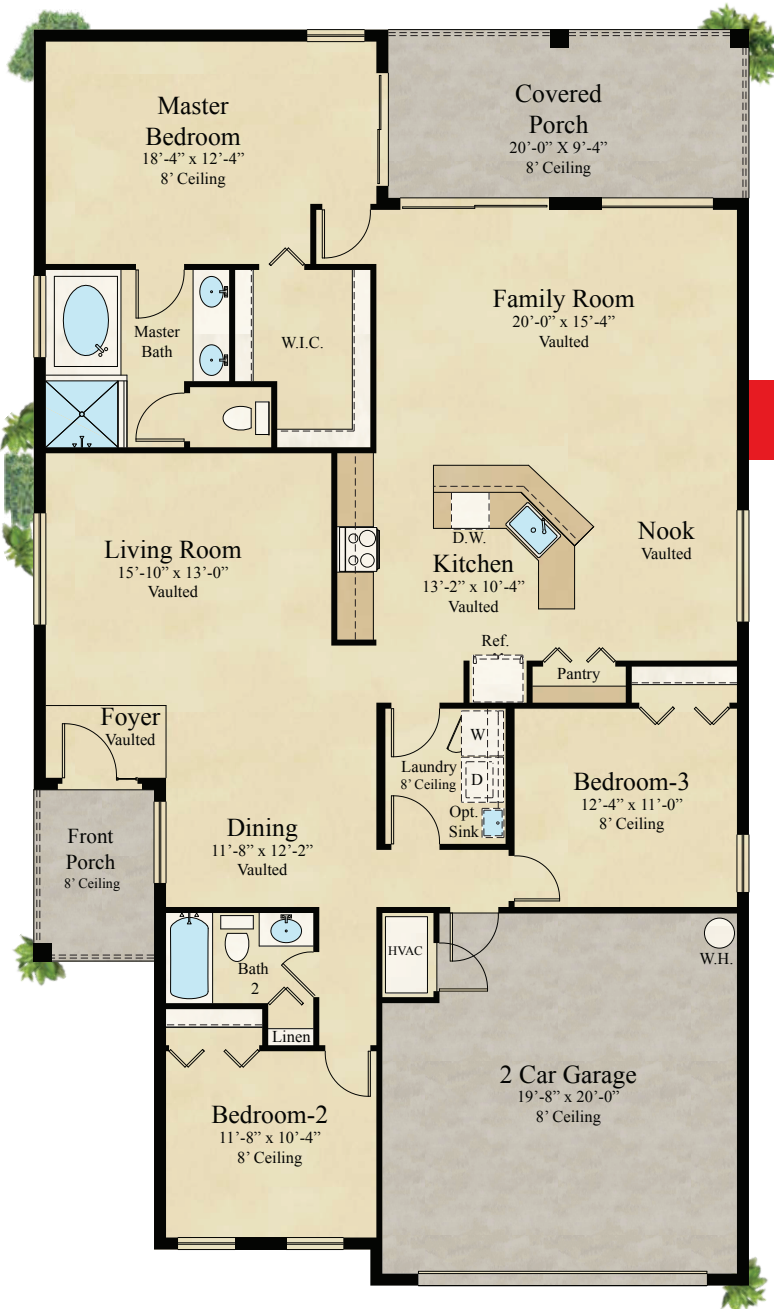 Master
Bedroom
18'-4” x 12'-4”
8' Ceiling
Covered
Porch
20'-0” X 9'-4”
8' Ceiling
Family Room
20'-0” x 15'-4”
Vaulted
Master
Bath
W.I.C.
Living Room
15'-10” x 13'-0”
Vaulted
D.W.
Kitchen
13'-2” x 10'-4”
Vaulted
Nook
Vaulted
Ref.
Pantry
Foyer
Vaulted
W
Laundry
8' Ceiling
D
Opt.
Sink
Bedroom-3
12'-4” x 11'-0”
8' Ceiling
Front
Porch
8' Ceiling
Dining
11'-8” x 12'-2”
Vaulted
HVAC
W.H.
Bath
2
Linen
2 Car Garage
19'-8” x 20'-0”
8' Ceiling
Bedroom-2
11'-8” x 10'-4”
8' Ceiling